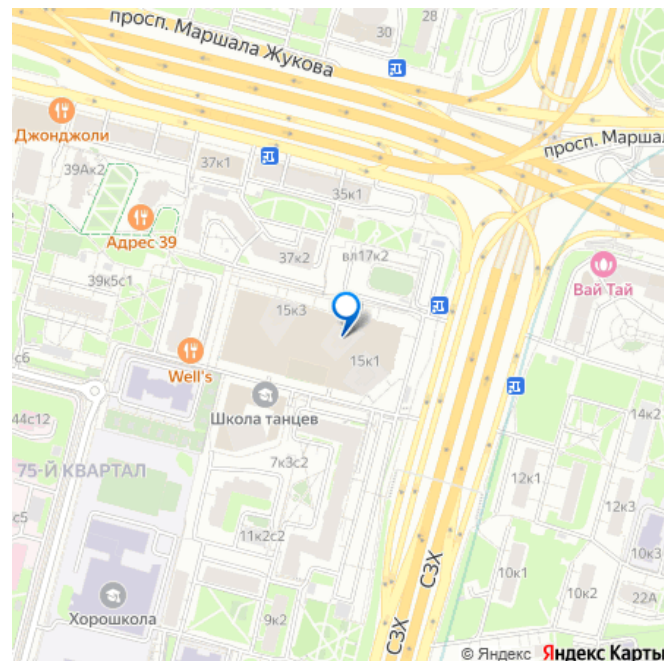 просп. Маршала Жукова
28
30
Джонджоли
просп. Маршал
37к1
39Ак2
35к1
Адрес 39
37к2
вл17к2
39к5с1
Вай Тай
15к3
с6
15к1
Well's
Школа танцев
14к2
44с12
75-Й КВАРТАЛ
7к3с2
12к1
12к3
с5
11к2с2
10к3
СЗХ
10к1
10к2
22А
Хорошкола
9к2
СЗХ
© Яндекс Яндекс Карты